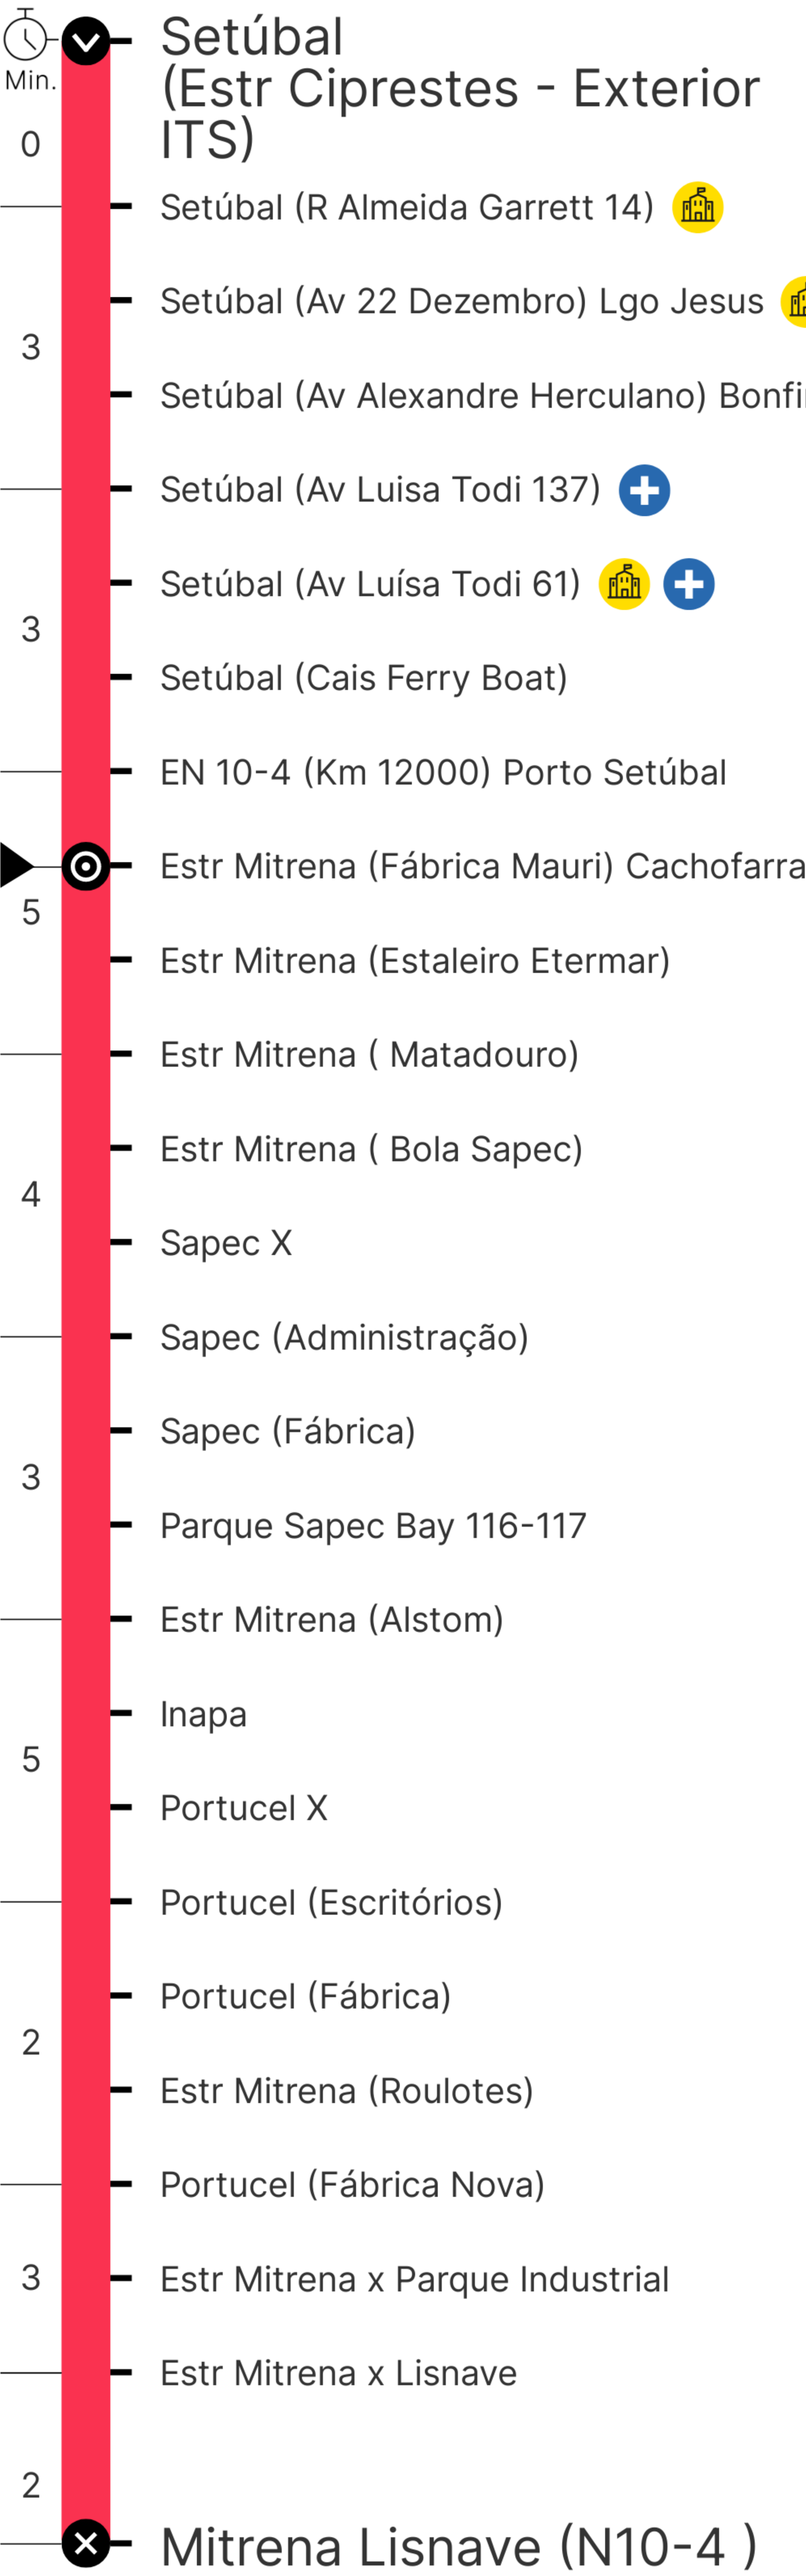 Min.
Setúbal
(Estr Ciprestes - Exterior
ITS)
0
Setúbal (R Almeida Garrett 14)
Setúbal (Av 22 Dezembro) Lgo Jesus
3
Setúbal (Av Alexandre Herculano)
Setúbal (Av Luisa Todi 137)
Setúbal (Av Luísa Todi 61)
3
Setúbal (Cais Ferry Boat)
EN 10-4 (Km 12000) Porto Setúbal
Estr Mitrena (Fábrica Mauri) Cachofarra
5
Estr Mitrena (Estaleiro Etermar)
Estr Mitrena ( Matadouro)
Estr Mitrena ( Bola Sapec)
4
Sapec X
Sapec (Administração)
Sapec (Fábrica)
3
Parque Sapec Bay 116-117
Estr Mitrena (Alstom)
Inapa
5
Portucel X
Portucel (Escritórios)
Portucel (Fábrica)
2
Estr Mitrena (Roulotes)
Portucel (Fábrica Nova)
3
Estr Mitrena x Parque Industrial
Estr Mitrena x Lisnave
2
Mitrena Lisnave (N10-4 )